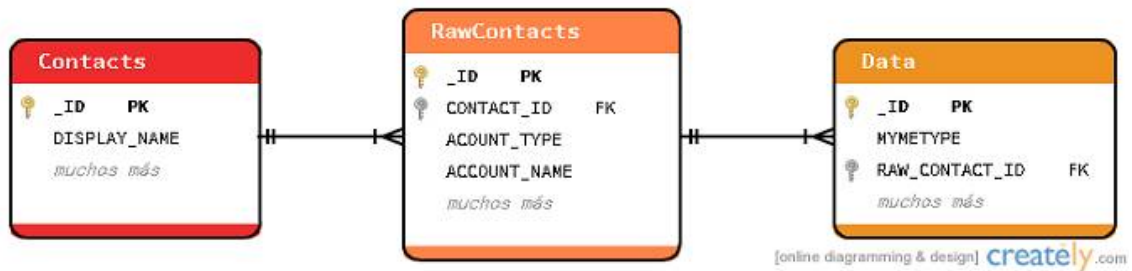 Contacts
_ID PK
DISPLAY_NAME
muchos más
RawContacts
_ID PK
CONTACT_ID FK
ACOUNT_TYPE
ACCOUNT_NAME
muchos más
Data
_ID PK
MYMETYPE
RAW_CONTACT_ID FK
muchos más
[online diagramming & design] creately.com